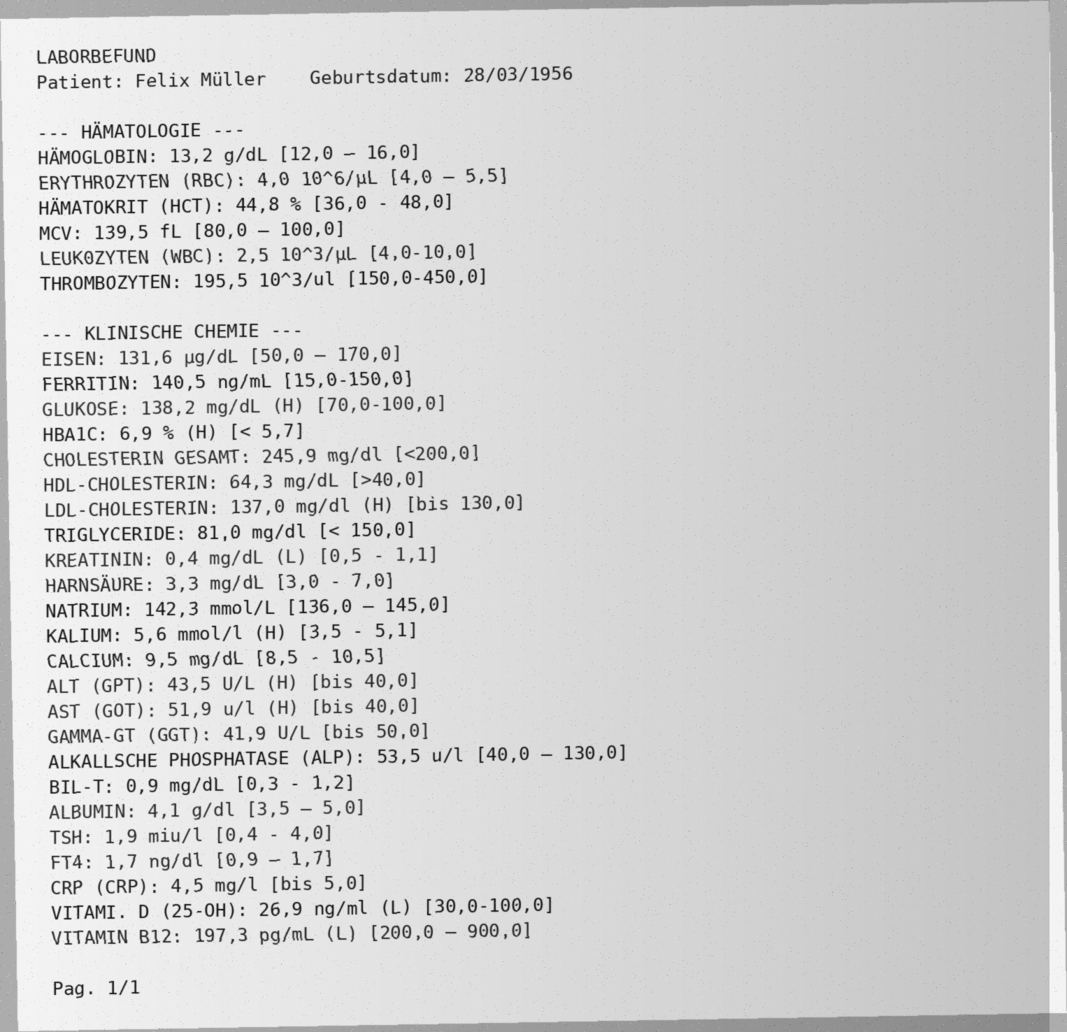 LABORBEFUND
Patient: Felix Müller    Geburtsdatum: 28/03/1956
--- HÄMATOLOGIE ---
HÄMOGLOBIN: 13,2 g/dL [12,0 – 16,0]
ERYTHROZYTEN (RBC): 4,0 10^6/µL [4,0 – 5,5]
HÄMATOKRIT (HCT): 44,8 % [36,0 - 48,0]
MCV: 139,5 fL [80,0 – 100,0]
LEUK0ZYTEN (WBC): 2,5 10^3/µL [4,0-10,0]
THROMBOZYTEN: 195,5 10^3/ul [150,0-450,0]
--- KLINISCHE CHEMIE ---
EISEN: 131,6 µg/dL [50,0 – 170,0]
FERRITIN: 140,5 ng/mL [15,0-150,0]
GLUKOSE: 138,2 mg/dL (H) [70,0-100,0]
HBA1C: 6,9 % (H) [< 5,7]
CHOLESTERIN GESAMT: 245,9 mg/dl [<200,0]
HDL-CHOLESTERIN: 64,3 mg/dL [>40,0]
LDL-CHOLESTERIN: 137,0 mg/dl (H) [bis 130,0]
TRIGLYCERIDE: 81,0 mg/dl [< 150,0]
KREATININ: 0,4 mg/dL (L) [0,5 - 1,1]
HARNSÄURE: 3,3 mg/dL [3,0 - 7,0]
NATRIUM: 142,3 mmol/L [136,0 – 145,0]
KALIUM: 5,6 mmol/l (H) [3,5 - 5,1]
CALCIUM: 9,5 mg/dL [8,5 - 10,5]
ALT (GPT): 43,5 U/L (H) [bis 40,0]
AST (GOT): 51,9 u/l (H) [bis 40,0]
GAMMA-GT (GGT): 41,9 U/L [bis 50,0]
ALKALLSCHE PHOSPHATASE (ALP): 53,5 u/l [40,0 – 130,0]
BIL-T: 0,9 mg/dL [0,3 - 1,2]
ALBUMIN: 4,1 g/dl [3,5 – 5,0]
TSH: 1,9 miu/l [0,4 - 4,0]
FT4: 1,7 ng/dl [0,9 – 1,7]
CRP (CRP): 4,5 mg/l [bis 5,0]
VITAMI. D (25-OH): 26,9 ng/ml (L) [30,0-100,0]
VITAMIN B12: 197,3 pg/mL (L) [200,0 – 900,0]
Pag. 1/1